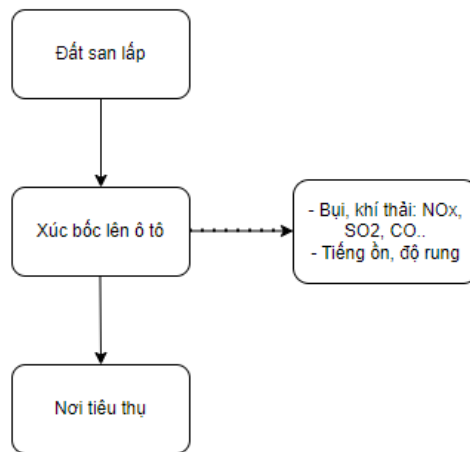 Đất san lấp
Xúc bốc lên ô tô
- Bụi, khí thải: NOx,
SO2, CO..
- Tiếng ồn, độ rung
Nơi tiêu thụ